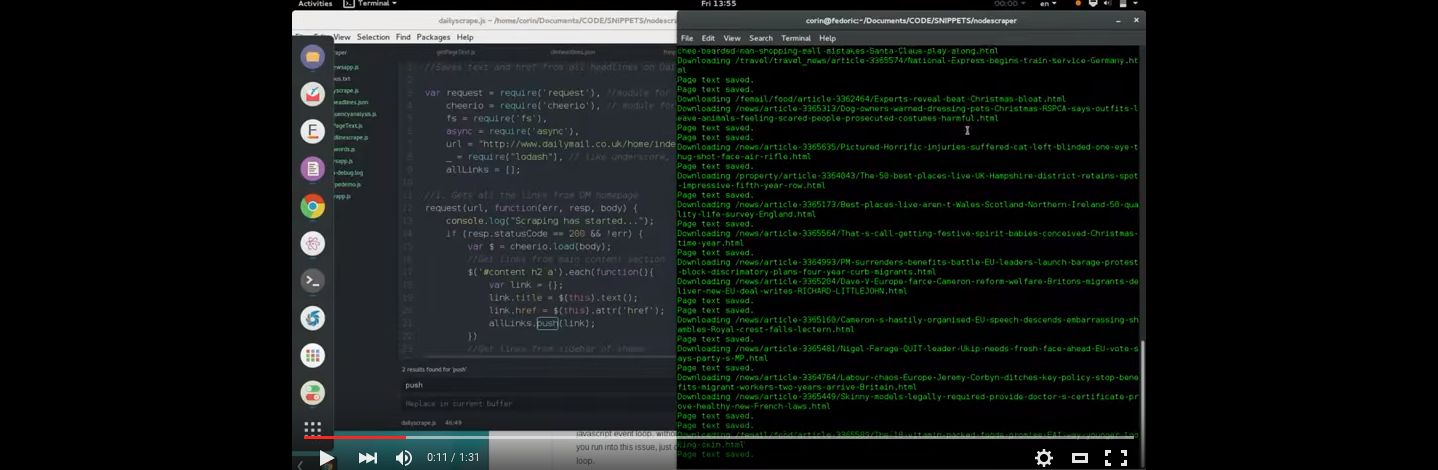 Activities
Terminal
Fri 13:55
00:00
en
dailyscrape.js – /home/corin/Documents/CODE/SNIPPETS/nodescra
View Selection Find Packages Help
getPageText.js
//Saves text and href from all headlines on Dai
var request = require('request'), //module for
cheerio = require('cheerio'), // module for
fs = require('fs'),
async = require('async'),
url = "http://www.dailymail.co.uk/home/inde
_ = require("lodash"), // like understore,
allLinks = [];
//1. Gets all the links from DM homepage
request(url, function(err, resp, body) {
console.log("Scraping has started...");
if (resp.statusCode == 200 && !err) {
var $ = cheerio.load(body);
//Get links from main content section
$('#content h2 a').each(function(){
var link = {};
link.title = $(this).text();
link.href = $(this).attr('href');
allLinks.push(link);
})
//Get links from sidebar of shame
2 results found for 'push'
push
Replace in current buffer
dailyscrape.js 46:49
javascript event loop.
you run into this issue, just
loop.
corin@fedoric:~/Documents/CODE/SNIPPETS/nodescraper
File Edit View Search Terminal Help
chee-bearded-man-shopping-mall-mistakes-Santa-Claus-play-along.html
Downloading /travel/travel_news/article-3365574/National-Express-begins-train-service-Germany.ht
ml
Page text saved.
Page text saved.
Downloading /femail/food/article-3362464/Experts-reveal-beat-Christmas-bloat.html
Downloading /news/article-3365313/Dog-owners-warned-dressing-pets-Christmas-RSPCA-says-outfits-l
eave-animals-feeling-scared-people-prosecuted-costumes-harmful.html
Page text saved.
Page text saved.
Downloading /news/article-3365635/Pictured-Horrific-injuries-suffered-cat-left-blinded-one-eye-t
hug-shot-face-air-rifle.html
Page text saved.
Downloading /property/article-3364043/The-50-best-places-live-UK-Hampshire-district-retains-spot
-impressive-fifth-year-row.html
Page text saved.
Downloading /news/article-3365173/Best-places-live-aren-t-Wales-Scotland-Northern-Ireland-50-qua
lity-life-survey-England.html
Page text saved.
Downloading /news/article-3365564/That-s-call-getting-festive-spirit-babies-conceived-Christmas-
time-year.html
Page text saved.
Downloading /news/article-3364993/PM-surrenders-benefits-battle-EU-leaders-launch-barage-protest
-block-discrimatory-plans-four-year-curb-migrants.html
Downloading /news/article-3365204/Dave-V-Europe-farce-Cameron-reform-welfare-Britons-migrants-de
liver-new-EU-deal-writes-RICHARD-LITTLEJOHN.html
Page text saved.
Page text saved.
Downloading /news/article-3365160/Cameron-s-hastily-organised-EU-speech-descends-embarrassing-sh
ambles-Royal-crest-falls-lectern.html
Page text saved.
Downloading /news/article-3365481/Nigel-Farage-QUIT-leader-Ukip-needs-fresh-face-ahead-EU-vote-s
ays-party-s-MP.html
Page text saved.
Downloading /news/article-3364764/Labour-chaos-Europe-Jeremy-Corbyn-ditches-key-policy-stop-bene
fits-migrant-workers-two-years-arrive-Britain.html
Downloading /news/article-3365449/Skinny-models-legally-required-provide-doctor-s-certificate-pr
ove-healthy-new-French-laws.html
Page text saved.
Page text saved.
Page text saved.
0:11 / 1:31